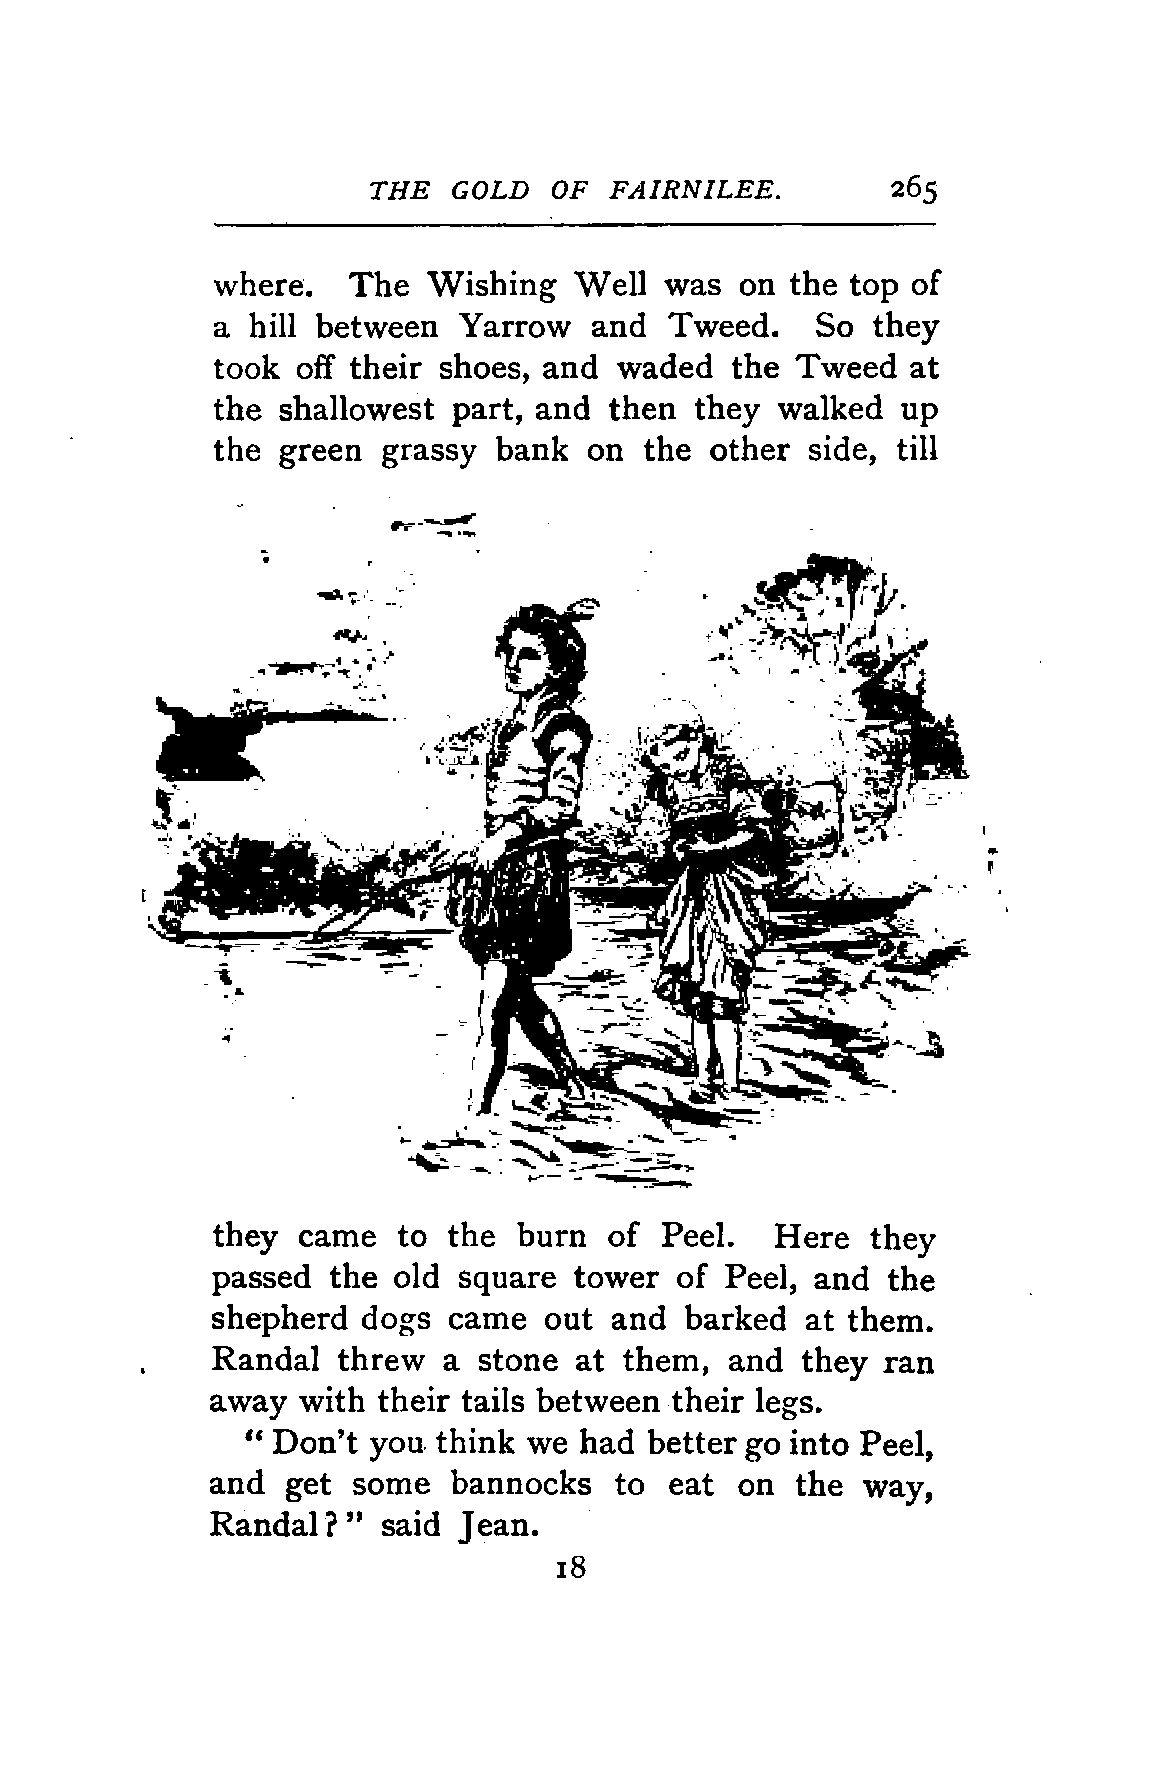 THE GOLD OF FAIRNILEE. 265
where. The Wishing Well was on the top of
a hill between Yarrow and Tweed. So they
took off their shoes, and waded the Tweed at
the shallowest part, and then they walked up
the green grassy bank on the other side, till
they came to the burn of Peel. Here they
passed the old square tower of Peel, and the
shepherd dogs came out and barked at them.
Randal threw a stone at them, and they ran
away with their tails between their legs.
“ Don’t you think we had better go into Peel,
and get some bannocks to eat on the way,
Randal ? ” said Jean.
18